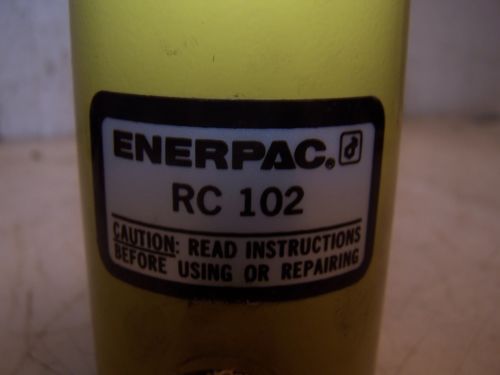 ENERPAC®
RC 102
CAUTION: READ INSTRUCTIONS
BEFORE USING OR REPAIRING